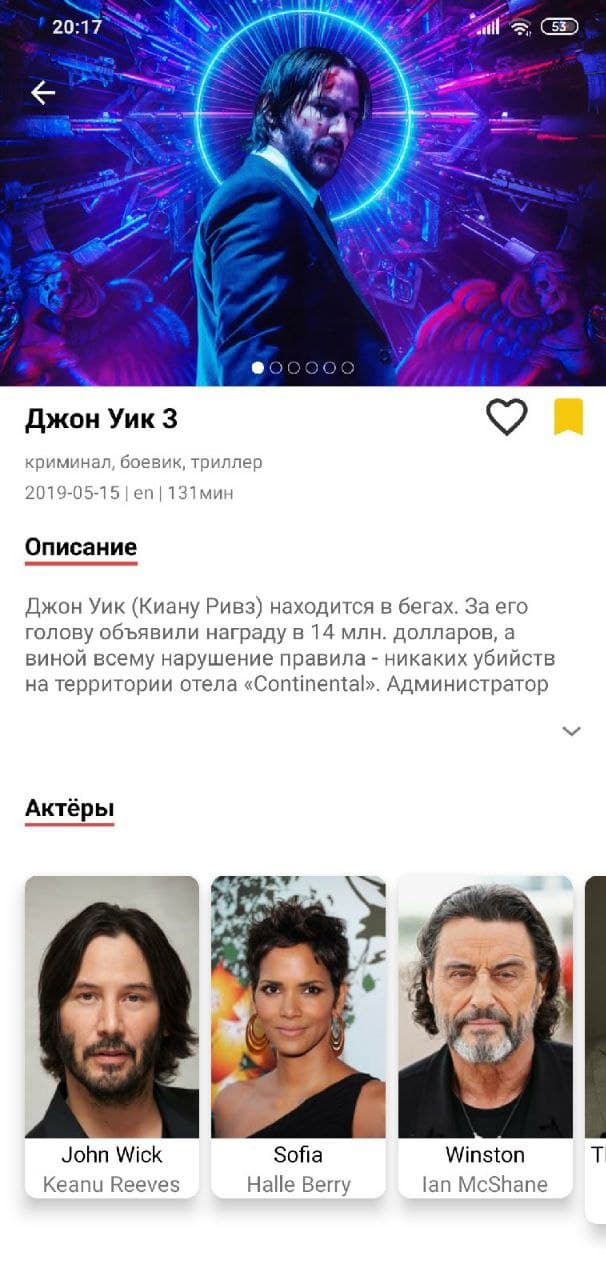 20:17
53
Джон Уик 3
криминал, боевик, триллер
2019-05-15 | en | 131мин
Описание
Джон Уик (Киану Ривз) находится в бегах. За его
голову объявили награду в 14 млн. долларов, а
виной всему нарушение правила - никаких убийств
на территории отела «Continental». Администратор
Актёры
John Wick
Keanu Reeves
Sofia
Halle Berry
Winston
Ian McShane